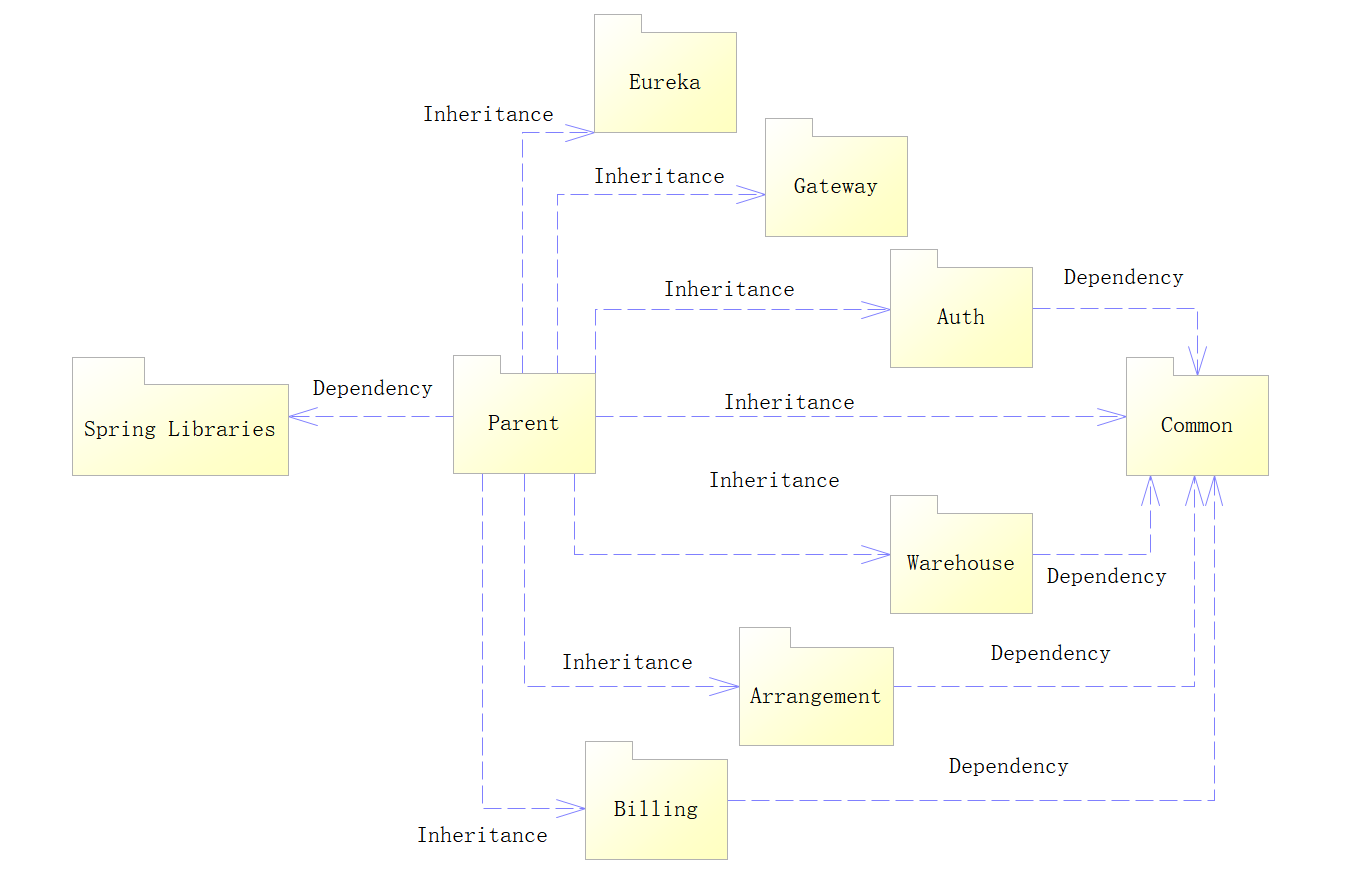 Eureka
Inheritance
Gateway
Inheritance
Auth
Inheritance
Dependency
Spring Libraries
Dependency
Parent
Inheritance
Common
Inheritance
Warehouse
Dependency
Inheritance
Arrangement
Dependency
Billing
Dependency
Inheritance